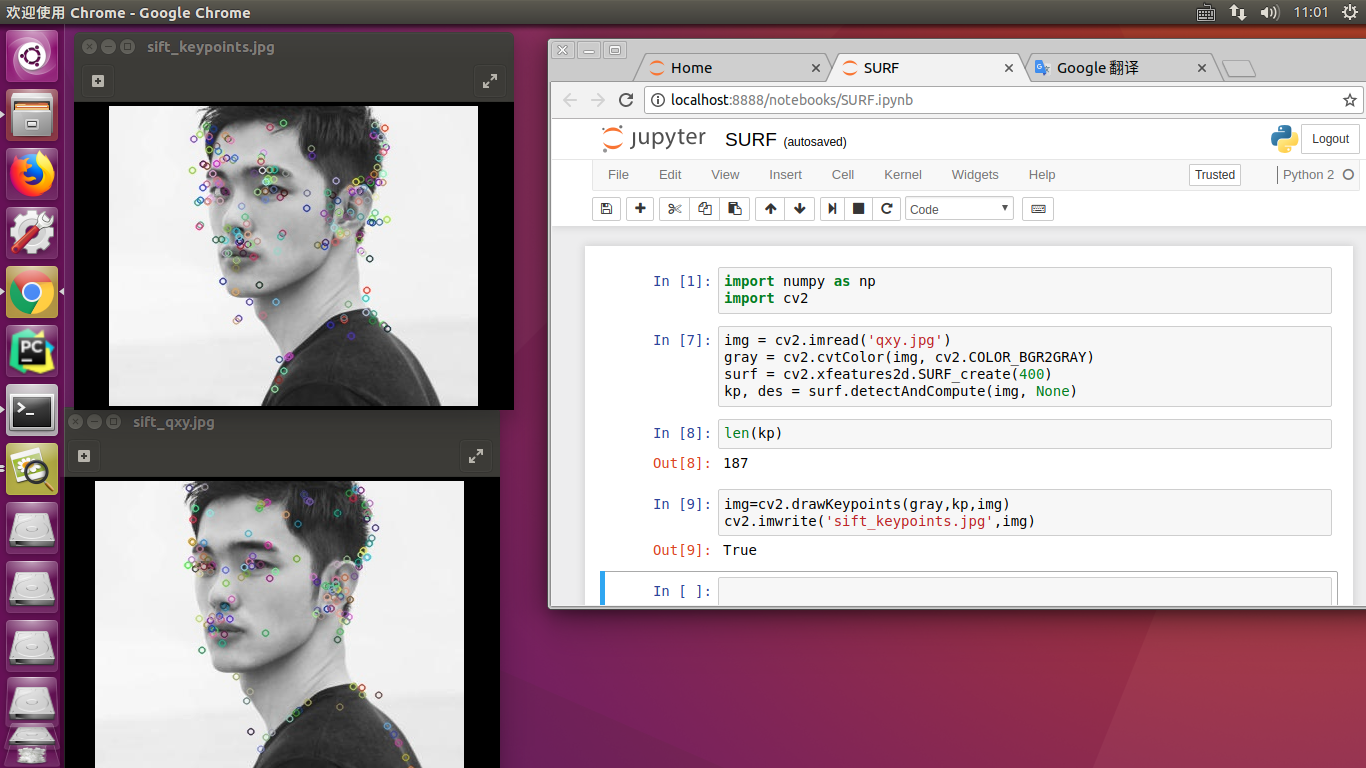 欢迎使用 Chrome - Google Chrome
11:01
sift_keypoints.jpg
sift_qxy.jpg
Home
SURF
Google 翻译
localhost:8888/notebooks/SURF.ipynb
jupyter SURF (autosaved)
Logout
File Edit View Insert Cell Kernel Widgets Help
Trusted
Python 2
Code
In [1]: import numpy as np
import cv2
In [7]: img = cv2.imread('qxy.jpg')
gray = cv2.cvtColor(img, cv2.COLOR_BGR2GRAY)
surf = cv2.xfeatures2d.SURF_create(400)
kp, des = surf.detectAndCompute(img, None)
In [8]: len(kp)
Out[8]: 187
In [9]: img=cv2.drawKeypoints(gray,kp,img)
cv2.imwrite('sift_keypoints.jpg',img)
Out[9]: True
In [ ]:
PC